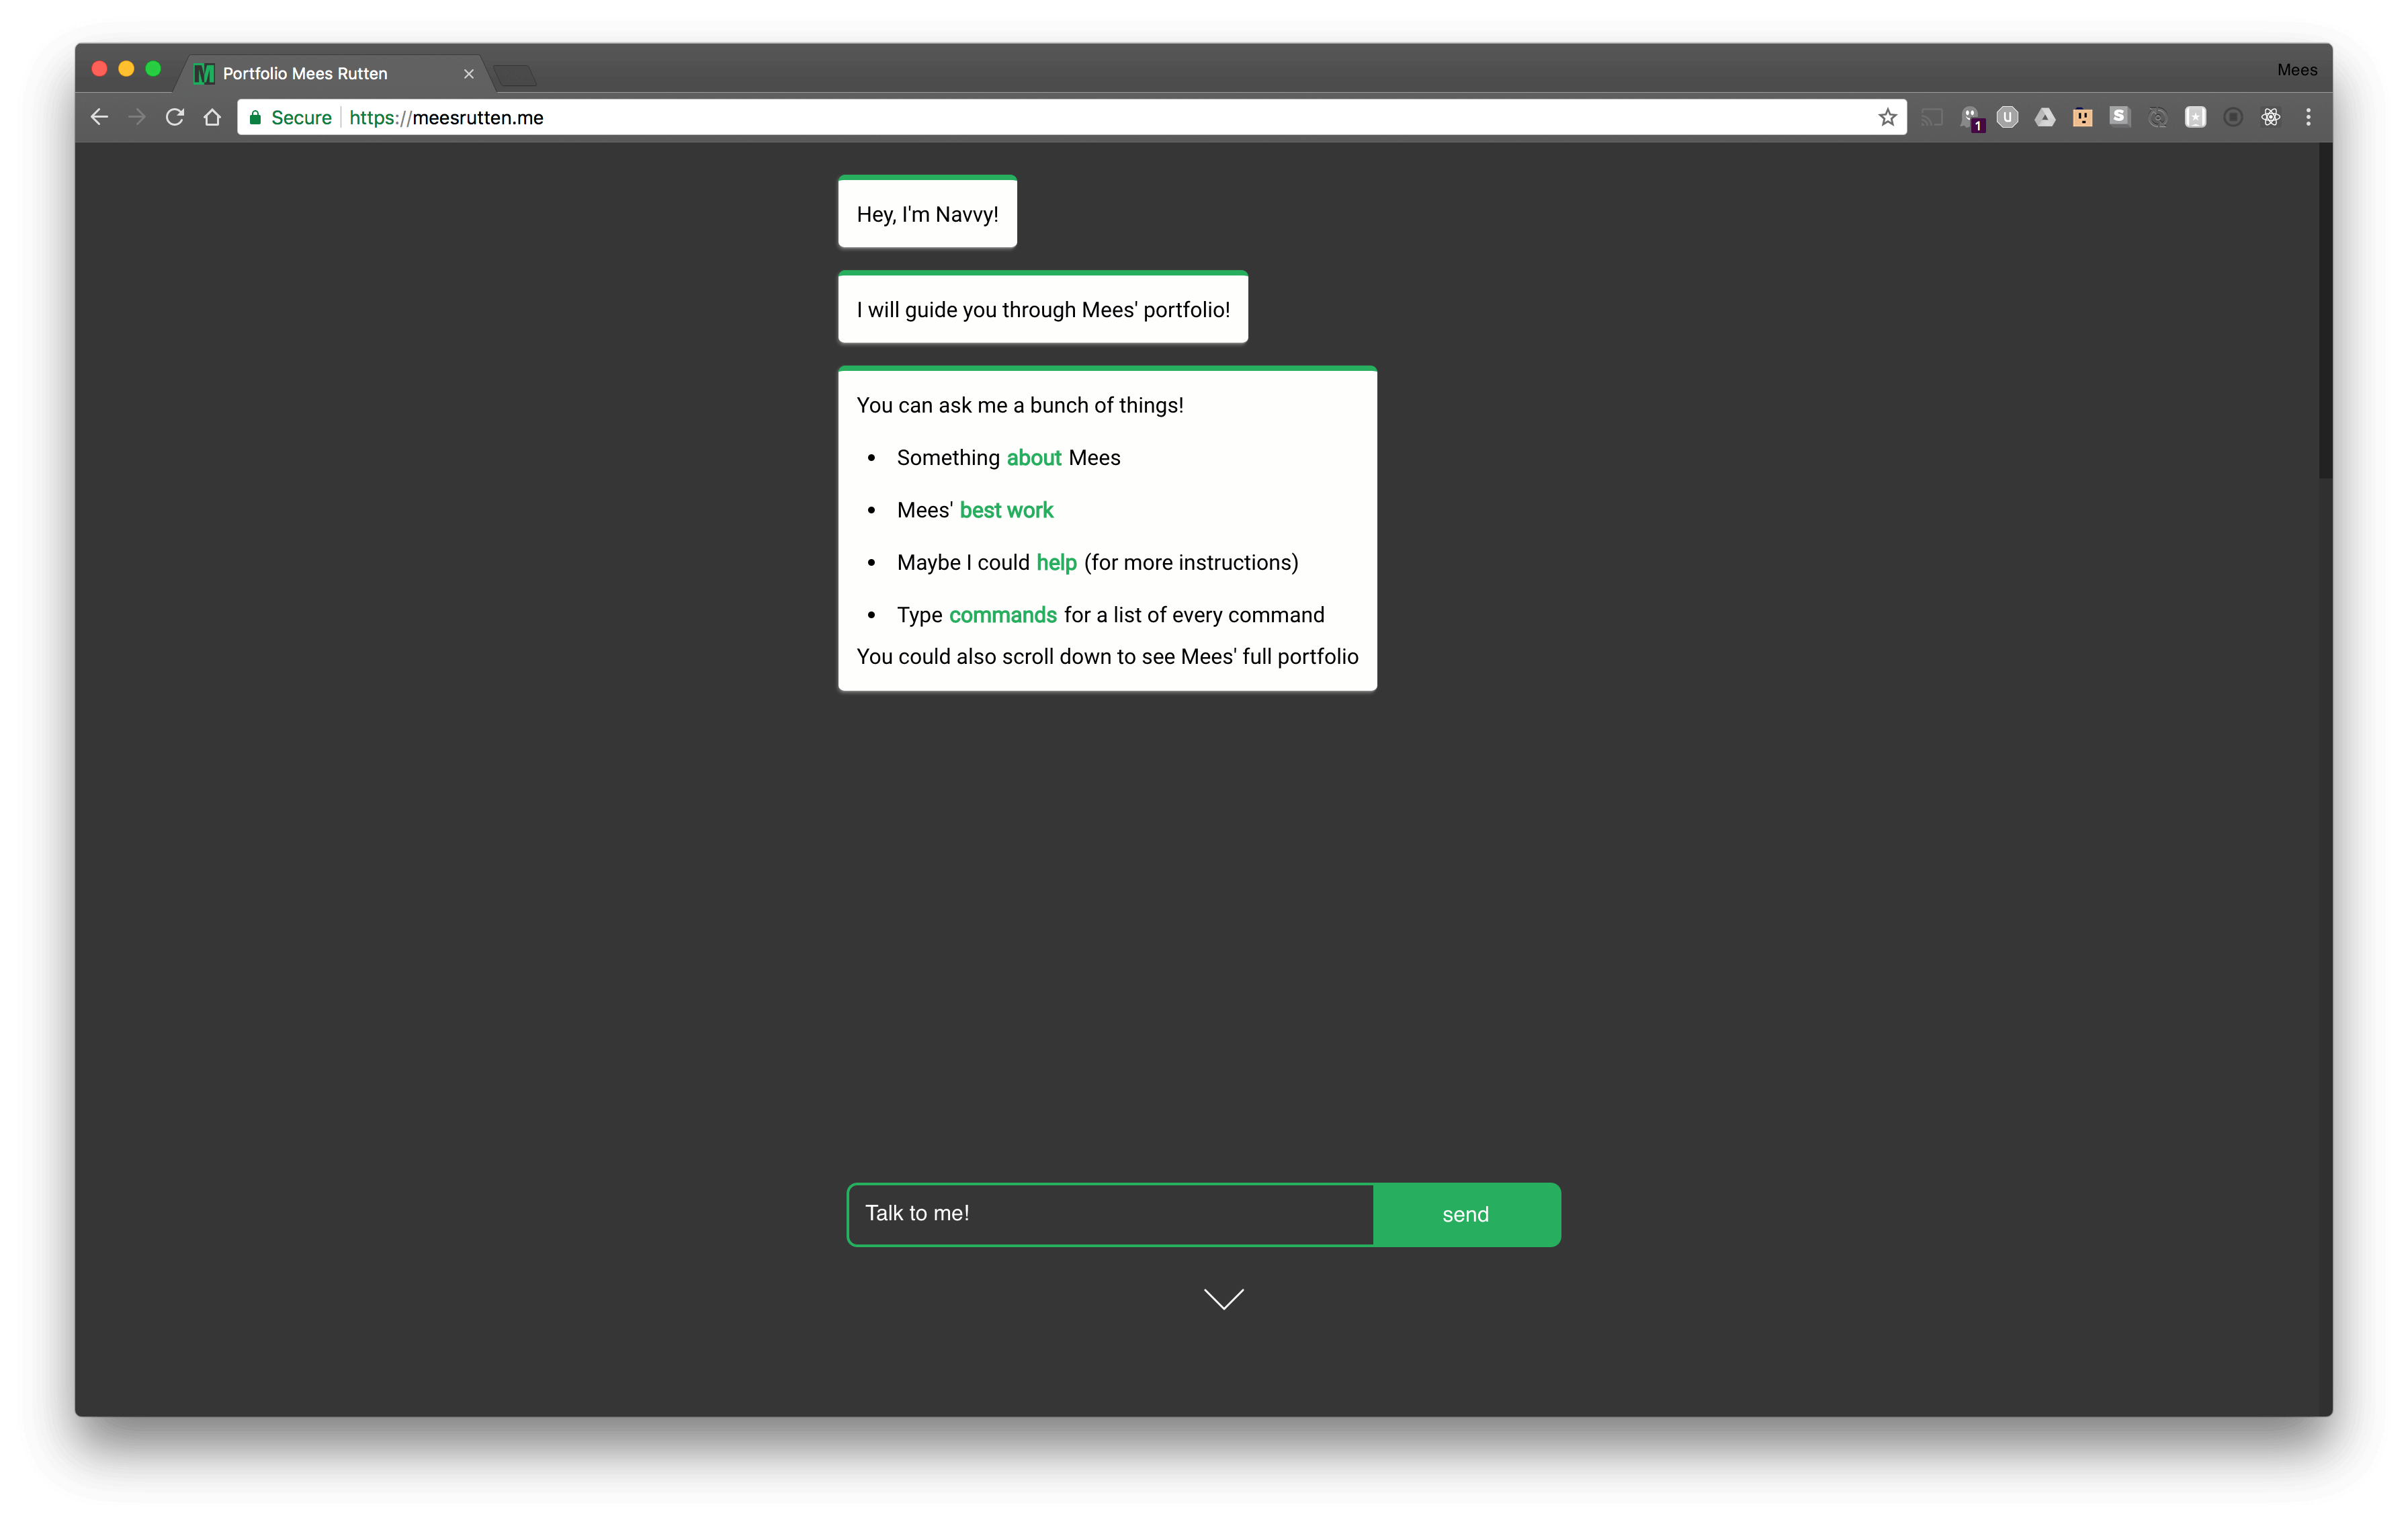 M Portfolio Mees Rutten
Mees
Secure https://meesrutten.me
1
U
S
Hey, I'm Navvy!
I will guide you through Mees' portfolio!
You can ask me a bunch of things!
• Something about Mees
• Mees' best work
• Maybe I could help (for more instructions)
• Type commands for a list of every command
You could also scroll down to see Mees' full portfolio
Talk to me!
send